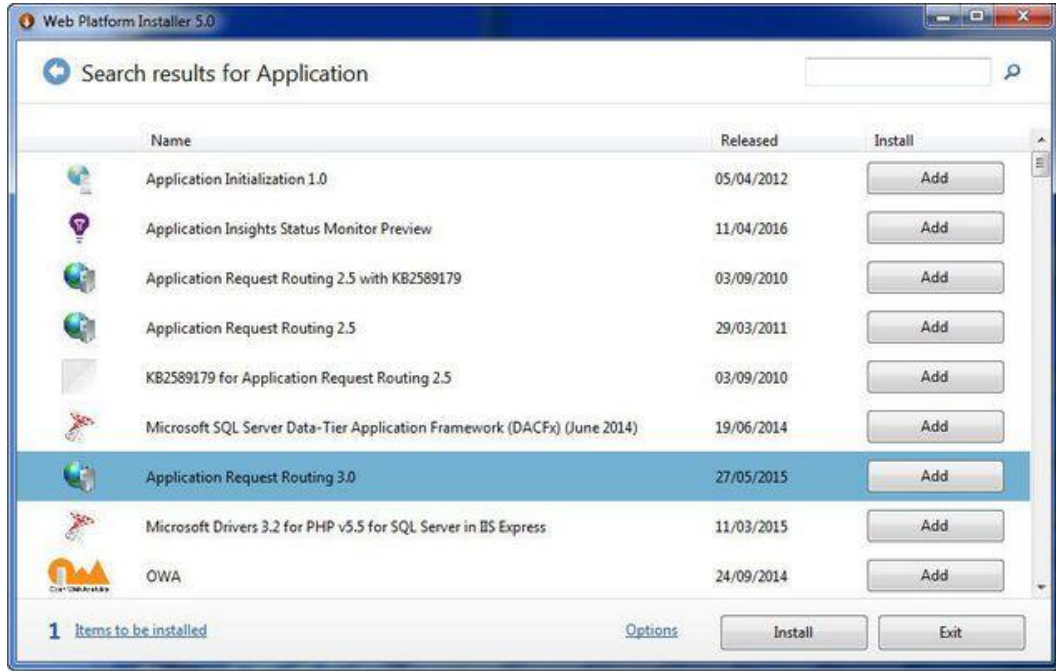 Web Platform Installer 5.0
Search results for Application
Name Released Install
Application Initialization 1.0 05/04/2012 Add
Application Insights Status Monitor Preview 11/04/2016 Add
Application Request Routing 2.5 with KB2589179 03/09/2010 Add
Application Request Routing 2.5 29/03/2011 Add
KB2589179 for Application Request Routing 2.5 03/09/2010 Add
Microsoft SQL Server Data-Tier Application Framework (DACFx) (June 2014) 19/06/2014 Add
Application Request Routing 3.0 27/05/2015 Add
Microsoft Drivers 3.2 for PHP v5.5 for SQL Server in IIS Express 11/03/2015 Add
OWA 24/09/2014 Add
1 Items to be installed Options Install Exit